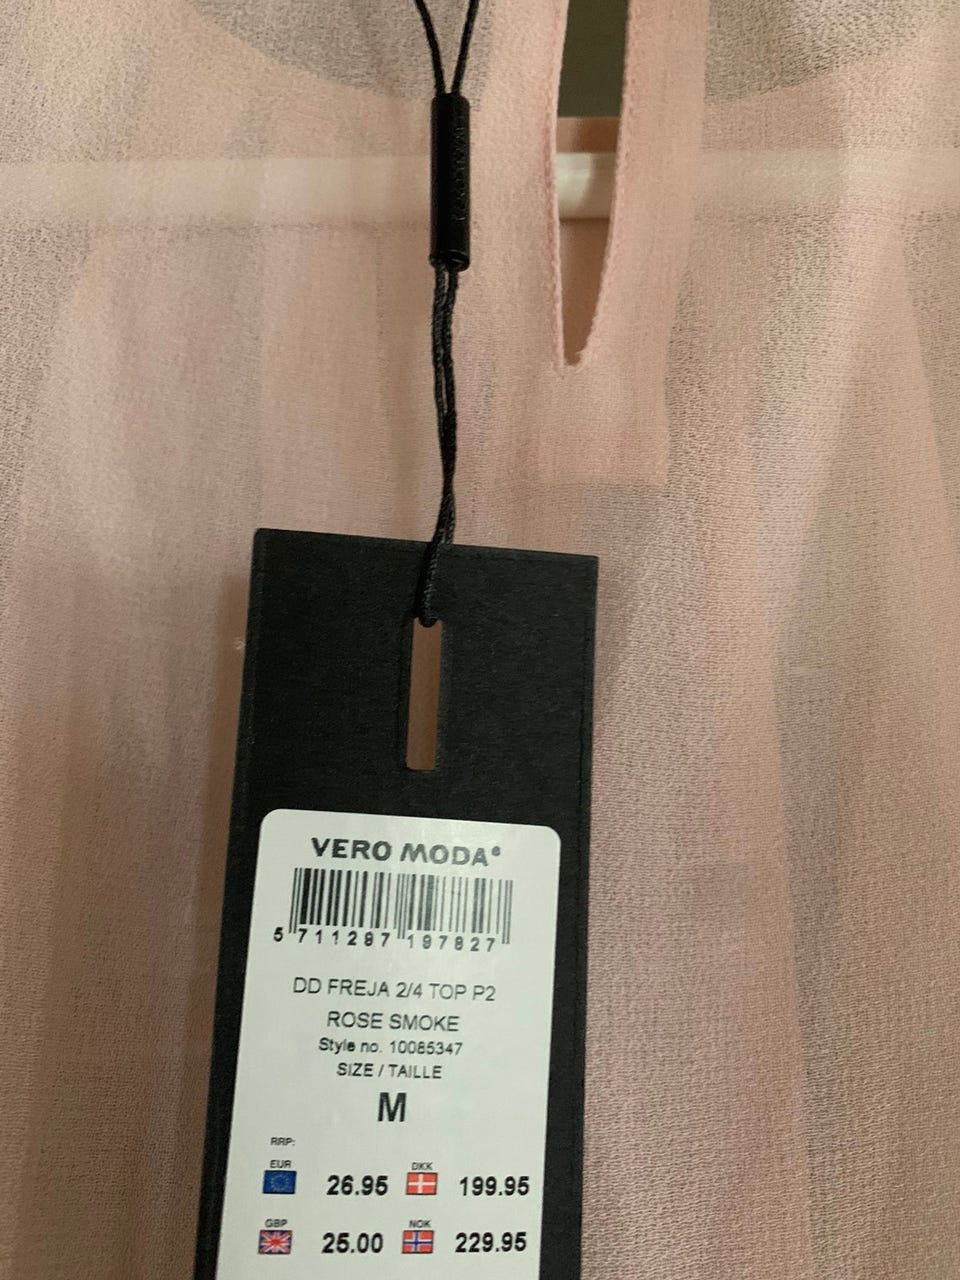 VERO MODA®
5 711287 197827
DD FREJA 2/4 TOP P2
ROSE SMOKE
Style no. 10085347
SIZE / TAILLE
M
RRP:
EUR 26.95 DKK 199.95
GBP 25.00 NOK 229.95